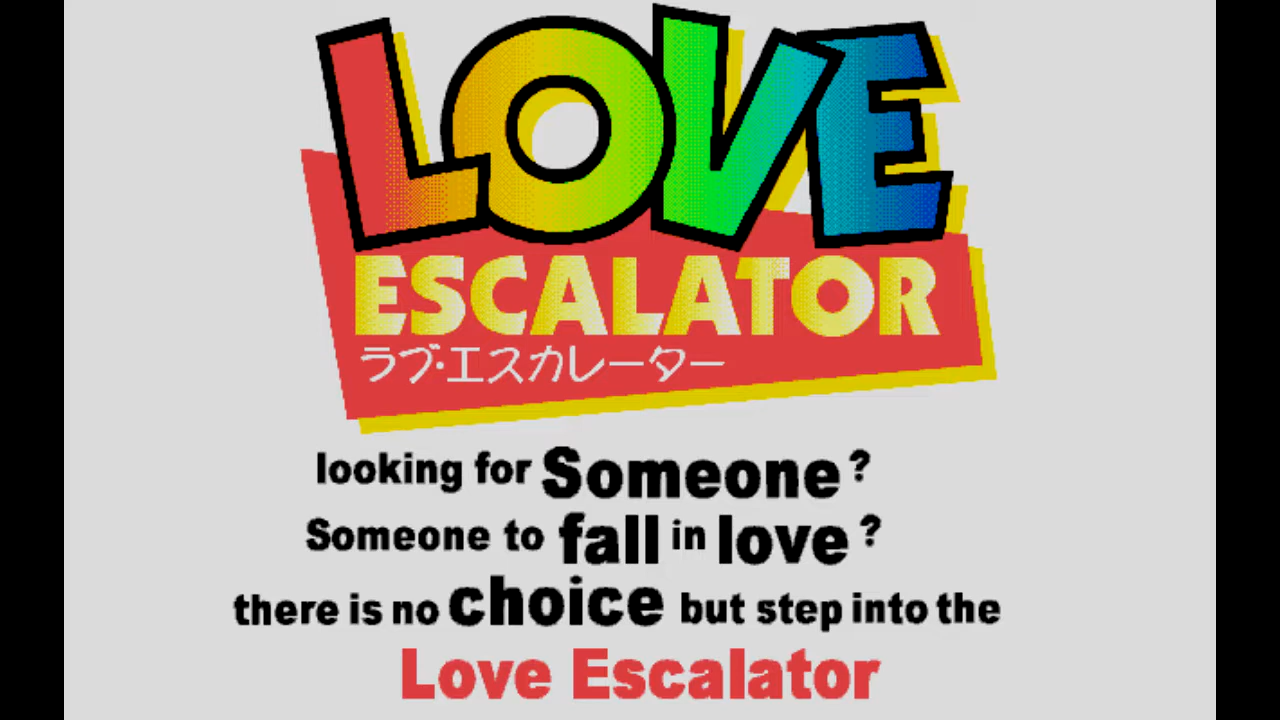 LOVE
ESCALATOR
ラブ・エスカレーター
looking for Someone?
Someone to fall in love?
there is no choice but step into the
Love Escalator